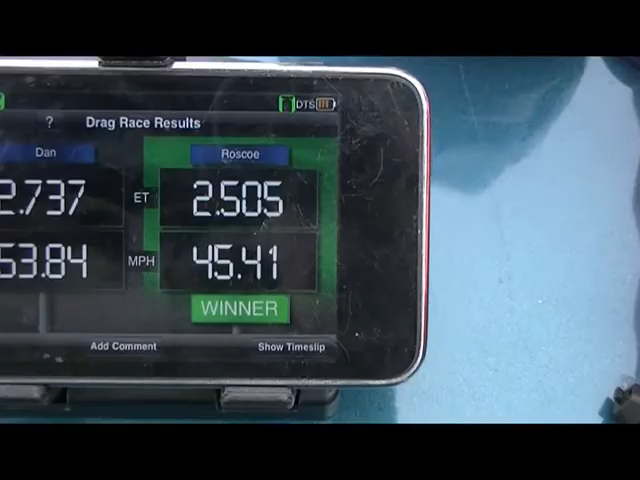 DTS
? Drag Race Results
Dan Roscoe
2.737 ET 2.505
53.84 MPH 45.41
WINNER
Add Comment Show Timeslip